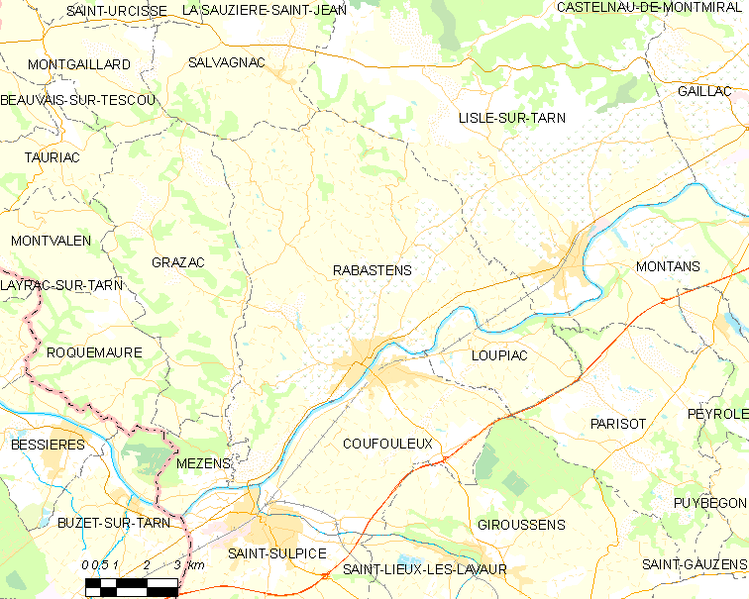 SAINT-URCISSE
LA SAUZIERE-SAINT-JEAN
CASTELNAU-DE-MONTMIRAL
MONTGAILLARD
SALVAGNAC
GAILLAC
BEAUVAIS-SUR-TESCOU
LISLE-SUR-TARN
TAURIAC
MONTVALEN
GRAZAC
RABASTENS
MONTANS
LAYRAC-SUR-TARN
ROQUEMAURE
LOUPIAC
PEYROLE
PARISOT
BESSIERES
COUFOULEUX
MEZENS
PUYBEGON
BUZET-SUR-TARN
GIROUSSENS
SAINT-SULPICE
SAINT-GAUZENS
0 0.5 1 2 3 km
SAINT-LIEUX-LES-LAVAUR